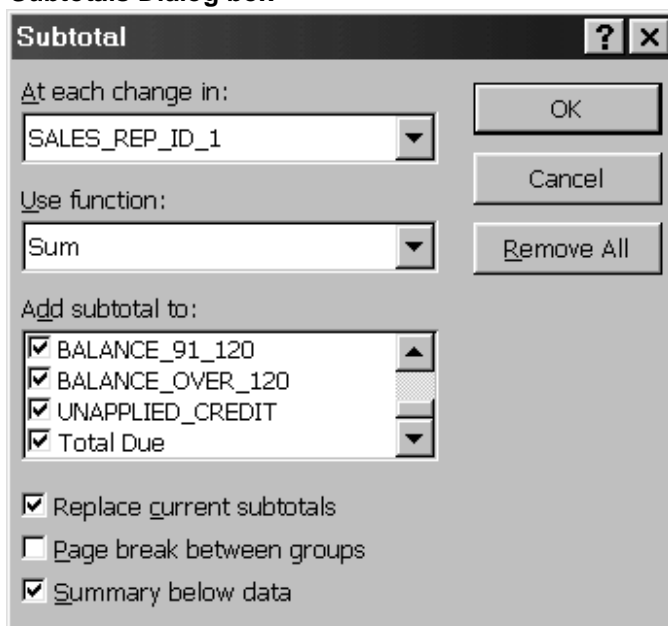 Subtotals Dialog box
Subtotal
At each change in:
SALES_REP_ID_1
Use function:
Sum
Add subtotal to:
BALANCE_91_120
BALANCE_OVER_120
UNAPPLIED_CREDIT
Total Due
Replace current subtotals
Page break between groups
Summary below data
OK
Cancel
Remove All